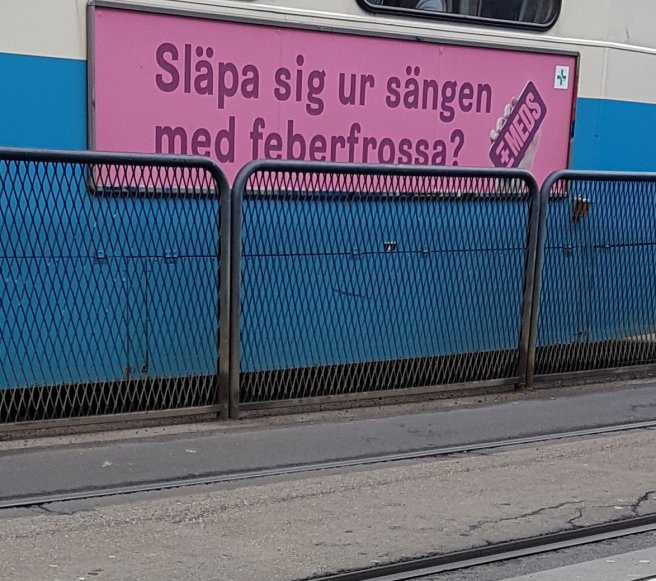 Släpa sig ur sängen
med feberfrossa?
MEDS